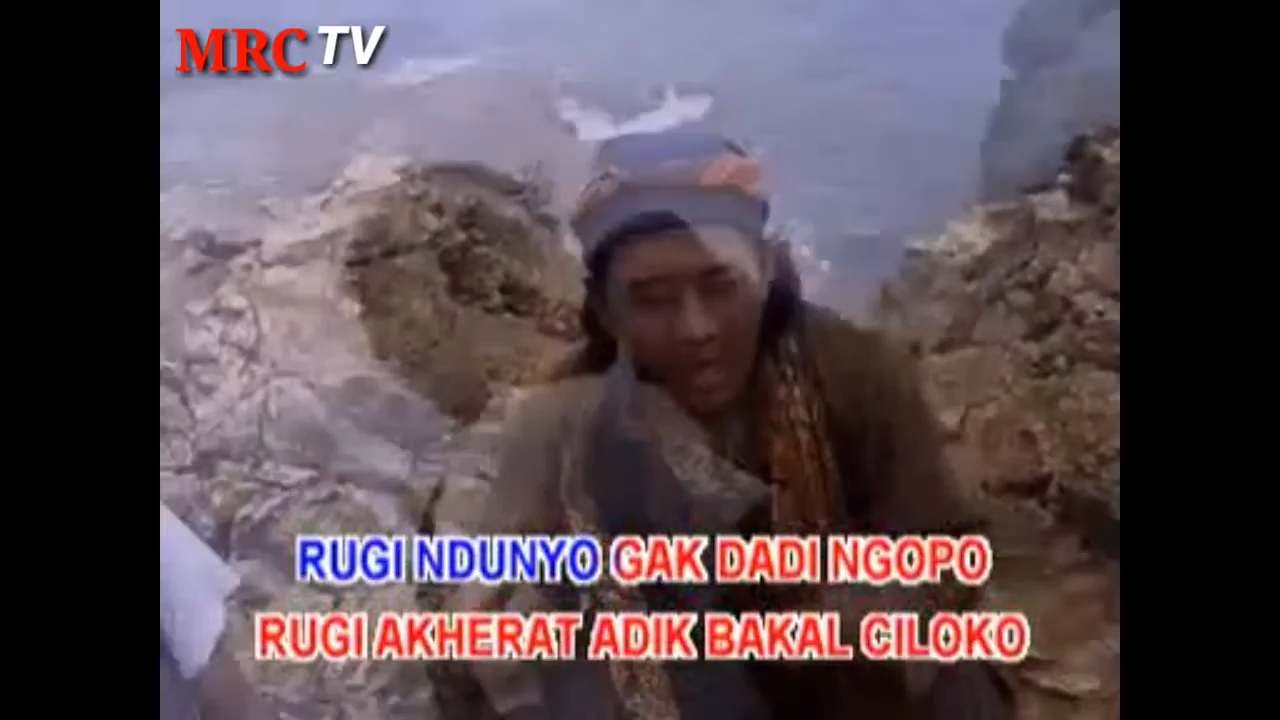 MRC TV
RUGI NDUNYO GAK DADI NGOPO
RUGI AKHERAT ADIK BAKAL CILOKO